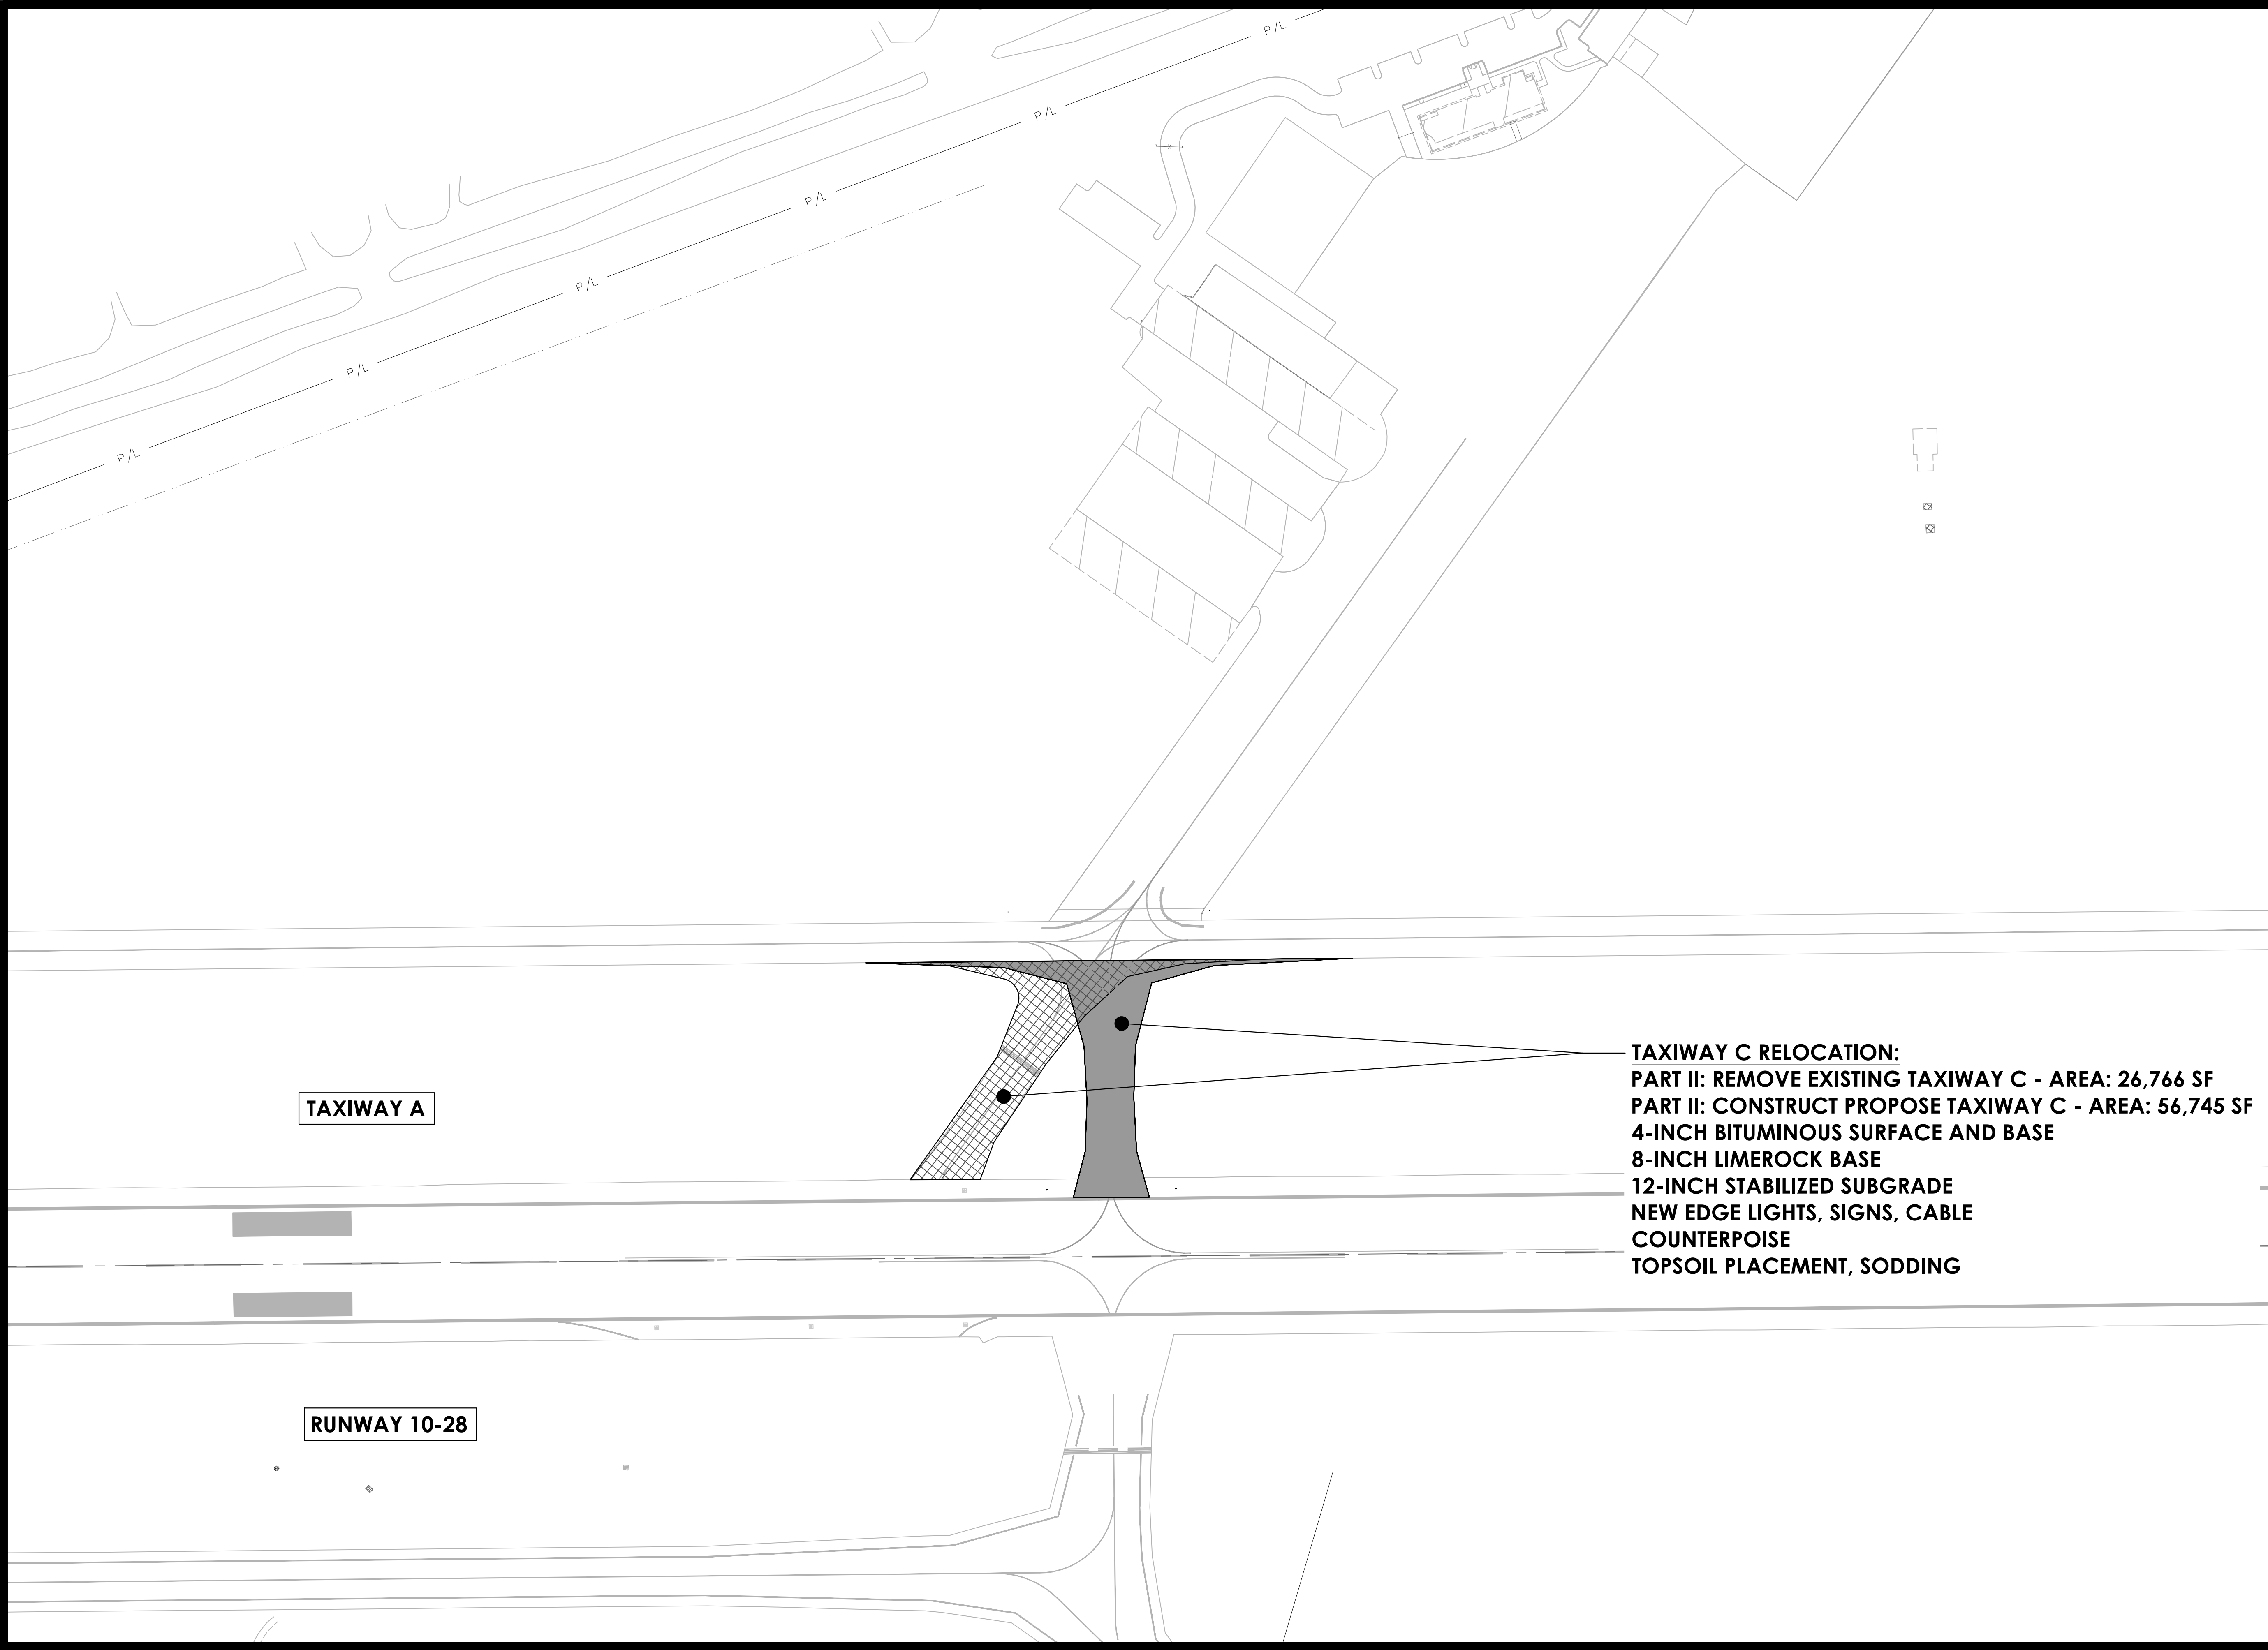 P/L
P/L
P/L
P/L
P/L
P/L
TAXIWAY A
TAXIWAY C RELOCATION:
PART II: REMOVE EXISTING TAXIWAY C - AREA: 26,766 SF
PART II: CONSTRUCT PROPOSE TAXIWAY C - AREA: 56,745 SF
4-INCH BITUMINOUS SURFACE AND BASE
8-INCH LIMEROCK BASE
12-INCH STABILIZED SUBGRADE
NEW EDGE LIGHTS, SIGNS, CABLE
COUNTERPOISE
TOPSOIL PLACEMENT, SODDING
RUNWAY 10-28